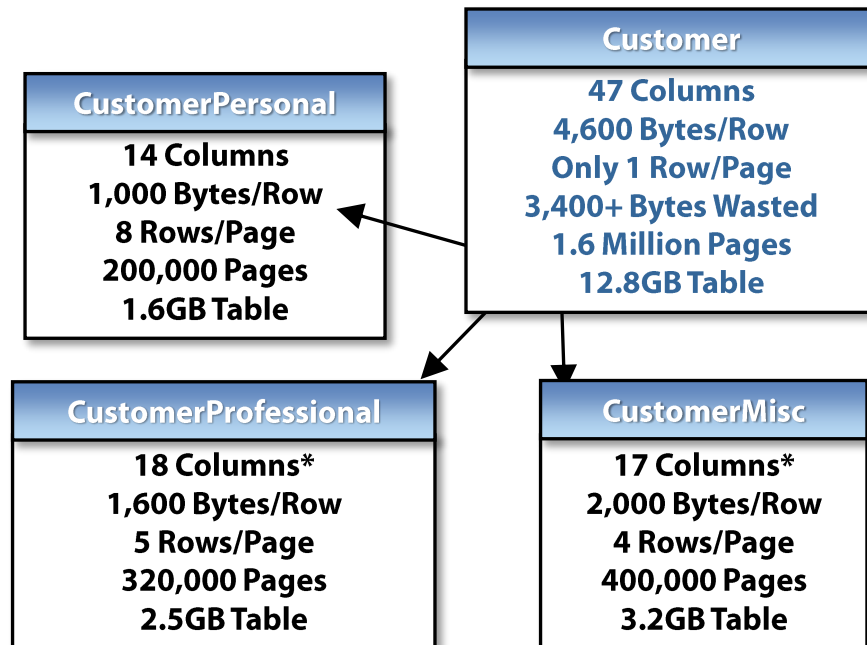 Customer
47 Columns
4,600 Bytes/Row
Only 1 Row/Page
3,400+ Bytes Wasted
1.6 Million Pages
12.8GB Table
CustomerPersonal
14 Columns
1,000 Bytes/Row
8 Rows/Page
200,000 Pages
1.6GB Table
CustomerProfessional
18 Columns*
1,600 Bytes/Row
5 Rows/Page
320,000 Pages
2.5GB Table
CustomerMisc
17 Columns*
2,000 Bytes/Row
4 Rows/Page
400,000 Pages
3.2GB Table